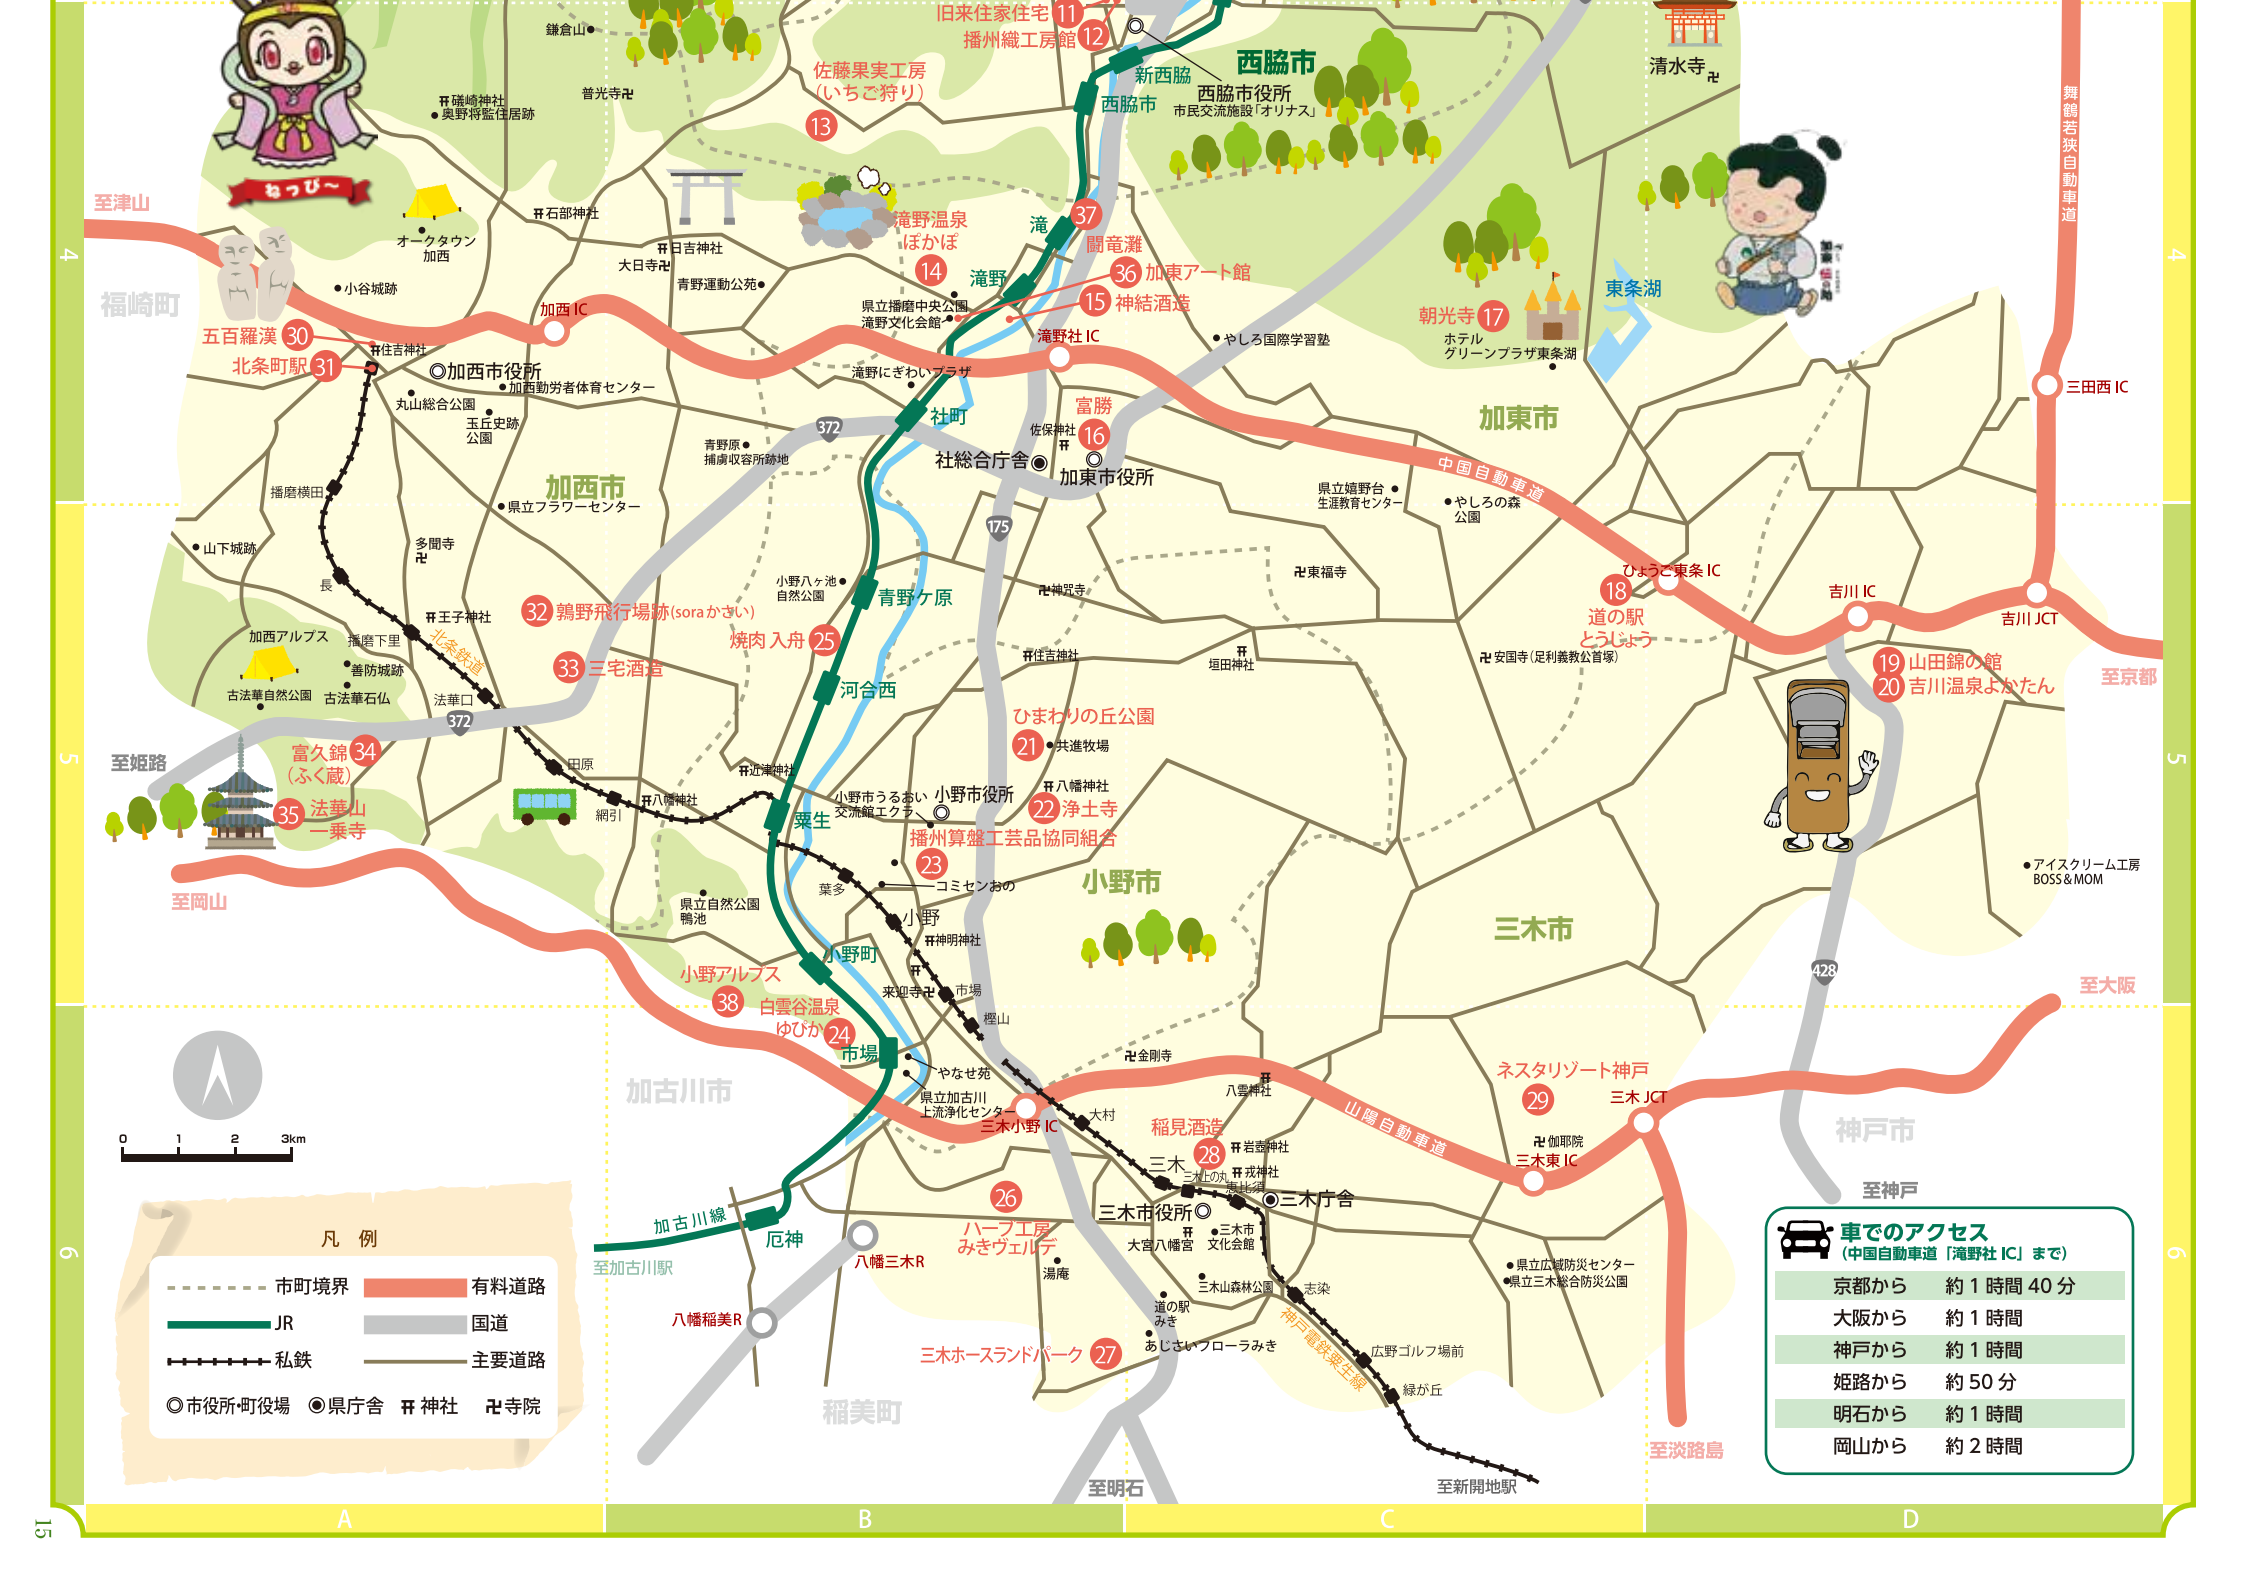 旧来住家住宅 11
播州織工房館 12
鎌倉山
佐藤果実工房
(いちご狩り)
13
普光寺
礒崎神社
奥野将監住居跡
新西脇
西脇市
西脇市
西脇市役所
市民交流施設「オリナス」
清水寺
舞鶴若狭自動車道
ねっぴ〜
至津山
4
福崎町
オークタウン
加西
石部神社
日吉神社
大日寺
青野運動公苑
滝野温泉
ぽかぽ
14
滝
37
闘竜灘
滝野
36 加東アート館
15 神結酒造
県立播磨中央公園
滝野文化会館
小谷城跡
加西 IC
五百羅漢 30
北条町駅 31
住吉神社
加西市役所
加西勤労者体育センター
丸山総合公園
玉丘史跡
公園
滝野社 IC
滝野にぎわいプラザ
やしろ国際学習塾
朝光寺 17
ホテル
グリーンプラザ東条湖
東条湖
4
三田西 IC
372
社町
富勝
16
佐保神社
社総合庁舎
加東市役所
加東市
中国自動車道
青野原
捕虜収容所跡地
加西市
播磨横田
県立フラワーセンター
県立嬉野台
生涯教育センター
やしろの森
公園
175
山下城跡
多聞寺
長
小野八ヶ池
自然公園
青野ケ原
神咒寺
東福寺
ひょうご東条 IC
18
道の駅
とうじょう
吉川 IC
吉川 JCT
王子神社
32 鶉野飛行場跡(soraかさい)
焼肉 入舟 25
加西アルプス
播磨下里
北条鉄道
善防城跡
33 三宅酒造
住吉神社
垣田神社
安国寺(足利義教公首塚)
19 山田錦の館
20 吉川温泉よかたん
至京都
古法華自然公園
古法華石仏
法華口
372
河合西
ひまわりの丘公園
21
共進牧場
5
至姫路
富久錦 34
(ふく蔵)
35 法華山
一乗寺
田原
網引
八幡神社
近津神社
粟生
小野市うるおい
交流館エクラ
小野市役所
八幡神社
22 浄土寺
播州算盤工芸品協同組合
23
5
至岡山
葉多
コミセンおの
県立自然公園
鴨池
小野
小野市
三木市
アイスクリーム工房
BOSS&MOM
神明神社
小野町
小野アルプス
38
来迎寺
市場
428
至大阪
白雲谷温泉
ゆぴか 24
樫山
市場
やなせ苑
金剛寺
県立加古川
上流浄化センター
加古川市
八雲神社
山陽自動車道
ネスタリゾート神戸
29
三木 JCT
三木小野 IC
大村
稲見酒造
28
岩壺神社
伽耶院
三木東 IC
神戸市
0 1 2 3km
三木
三木上の丸
戎神社
恵比須
三木庁舎
三木市役所
至神戸
26
ハーブ工房
みきヴェルデ
大宮八幡宮
三木市
文化会館
加古川線
厄神
至加古川駅
八幡三木R
湯庵
三木山森林公園
志染
県立広域防災センター
県立三木総合防災公園
6
八幡稲美R
道の駅
みき
あじさいフローラみき
三木ホースランドパーク 27
神戸電鉄粟生線
広野ゴルフ場前
緑が丘
稲美町
至淡路島
至明石
至新開地駅
6
凡 例
市町境界
有料道路
JR
国道
私鉄
主要道路
市役所・町役場
県庁舎
神社
寺院
車でのアクセス
(中国自動車道「滝野社 IC」まで)
京都から 約 1 時間 40 分
大阪から 約 1 時間
神戸から 約 1 時間
姫路から 約 50 分
明石から 約 1 時間
岡山から 約 2 時間
A B C D
15